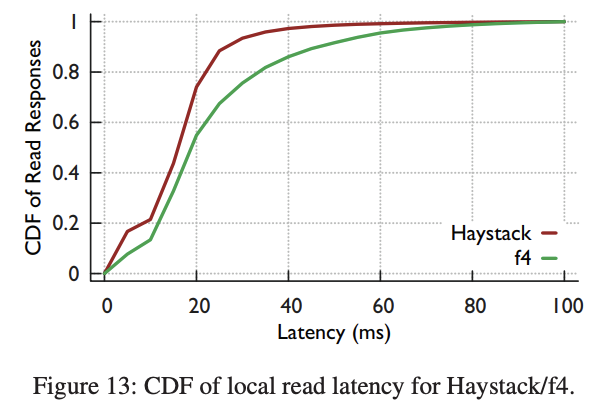 CDF of Read Responses
1
0.8
0.6
0.4
0.2
0
Haystack
f4
0 20 40 60 80 100
Latency (ms)
Figure 13: CDF of local read latency for Haystack/f4.